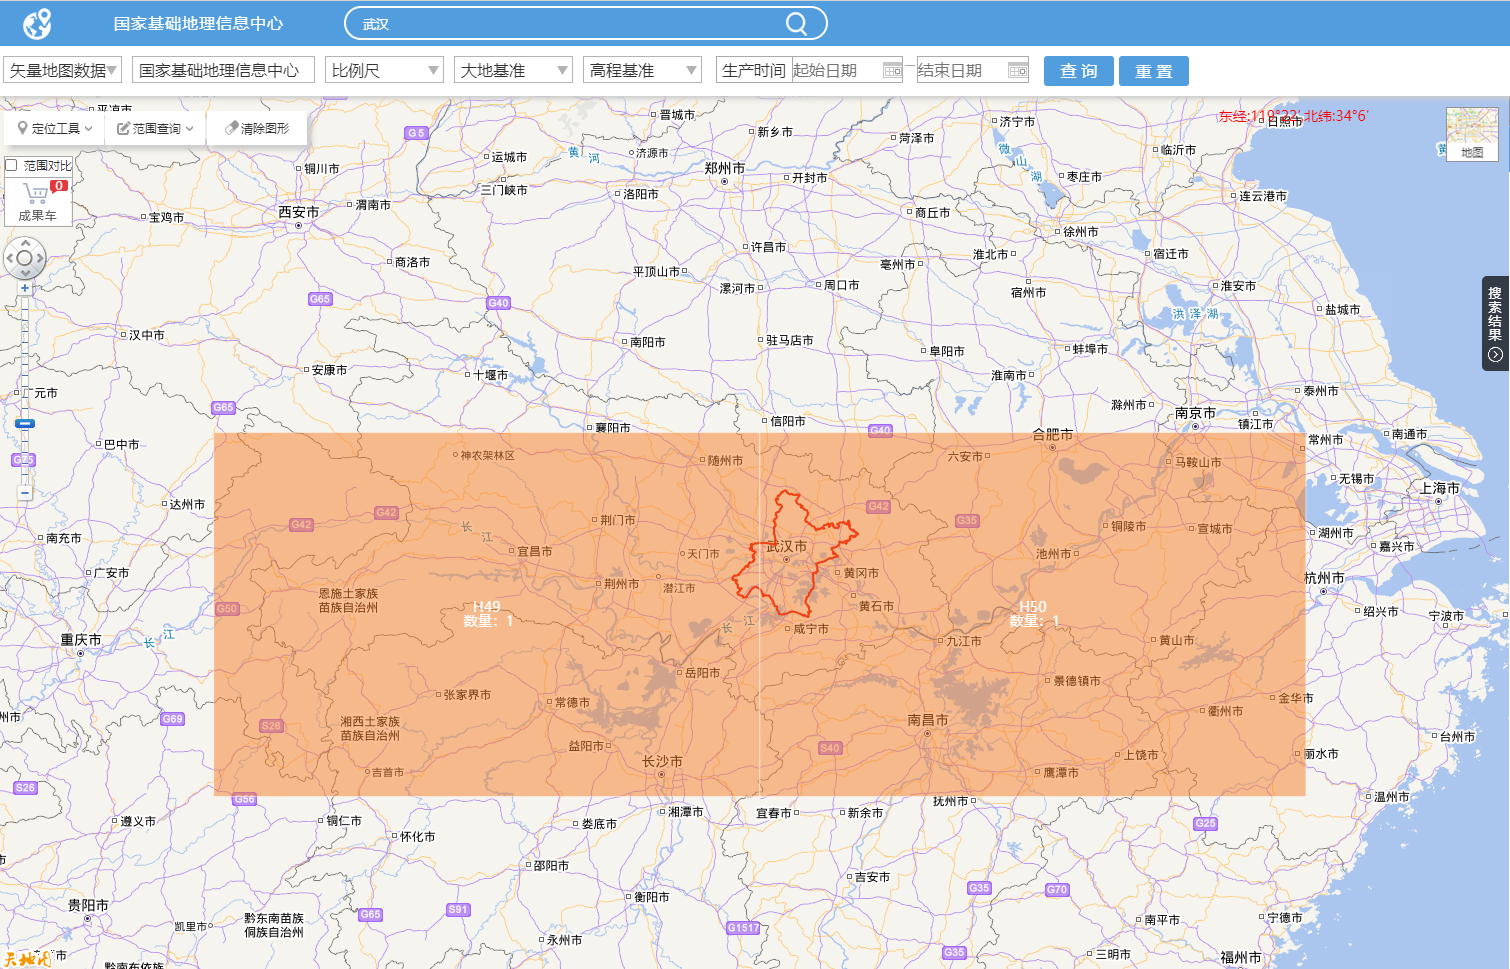 国家基础地理信息中心
武汉
矢量地图数据
国家基础地理信息中心
比例尺
大地基准
高程基准
生产时间
起始日期
结束日期
查询
重置
定位工具
范围查询
清除图形
范围对比
0
成果车
东经:119°22' 北纬:34°6'
地图
搜索结果
平凉市
晋城市
新乡市
菏泽市
济宁市
日照市
G5
铜川市
运城市
黄河
济源市
郑州市
开封市
微山湖
枣庄市
临沂市
三门峡市
洛阳市
连云港市
宝鸡市
西安市
渭南市
商丘市
徐州市
商洛市
许昌市
淮北市
宿迁市
平顶山市
亳州市
漯河市
周口市
宿州市
淮安市
G65
G40
洪泽湖
盐城市
汉中市
南阳市
驻马店市
阜阳市
蚌埠市
安康市
十堰市
淮南市
广元市
泰州市
G65
滁州市
南京市
镇江市
襄阳市
信阳市
G40
合肥市
常州市
南通市
巴中市
神农架林区
随州市
六安市
马鞍山市
G75
无锡市
上海市
达州市
G42
G42
荆门市
G42
G35
铜陵市
宣城市
湖州市
南充市
长江
宜昌市
天门市
武汉市
池州市
嘉兴市
广安市
恩施土家族
苗族自治州
荆州市
潜江市
黄冈市
杭州市
G50
H49
数量：1
黄石市
H50
数量：1
绍兴市
宁波市
重庆市
长江
长江
咸宁市
九江市
黄山市
岳阳市
张家界市
常德市
景德镇市
金华市
G69
S26
湘西土家族
苗族自治州
南昌市
衢州市
益阳市
长沙市
S40
上饶市
丽水市
台州市
吉首市
鹰潭市
S26
G56
抚州市
温州市
遵义市
铜仁市
怀化市
娄底市
湘潭市
宜春市
新余市
G25
邵阳市
吉安市
衡阳市
G35
G70
贵阳市
凯里市
黔东南苗族
侗族自治州
G65
S91
G1517
南平市
宁德市
永州市
G35
三明市
福州市
天地图
黔南布依族